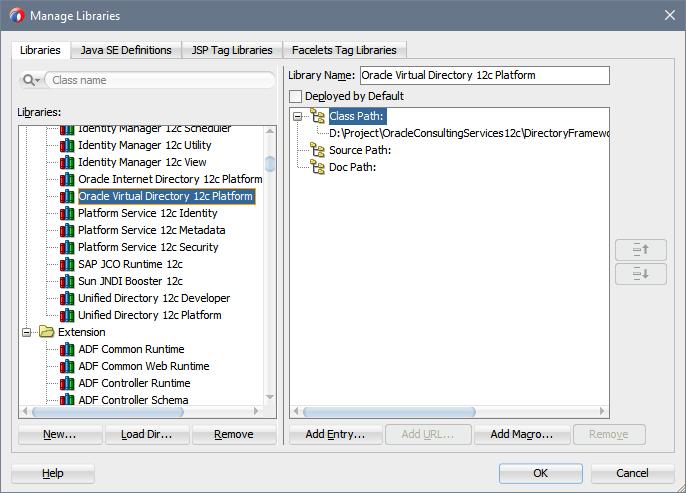 Manage Libraries
Libraries
Java SE Definitions
JSP Tag Libraries
Facelets Tag Libraries
Class name
Library Name: Oracle Virtual Directory 12c Platform
Deployed by Default
Libraries:
Identity Manager 12c Scheduler
Identity Manager 12c Utility
Identity Manager 12c View
Oracle Internet Directory 12c Platform
Oracle Virtual Directory 12c Platform
Platform Service 12c Identity
Platform Service 12c Metadata
Platform Service 12c Security
SAP JCO Runtime 12c
Sun JNDI Booster 12c
Unified Directory 12c Developer
Unified Directory 12c Platform
Extension
ADF Common Runtime
ADF Common Web Runtime
ADF Controller Runtime
ADF Controller Schema
Class Path:
D:\Project\OracleConsultingServices12c\DirectoryFramewo
Source Path:
Doc Path:
New...
Load Dir...
Remove
Add Entry...
Add URL...
Add Macro...
Remove
Help
OK
Cancel